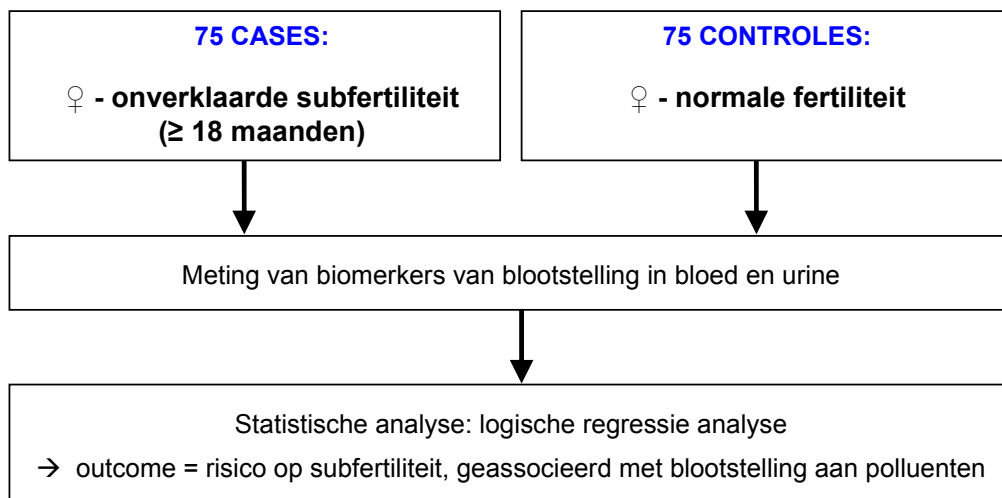 75 CASES:
♀ - onverklaarde subfertiliteit
(≥ 18 maanden)
75 CONTROLES:
♀ - normale fertiliteit
Meting van biomerkers van blootstelling in bloed en urine
Statistische analyse: logische regressie analyse
→ outcome = risico op subfertiliteit, geassocieerd met blootstelling aan polluenten